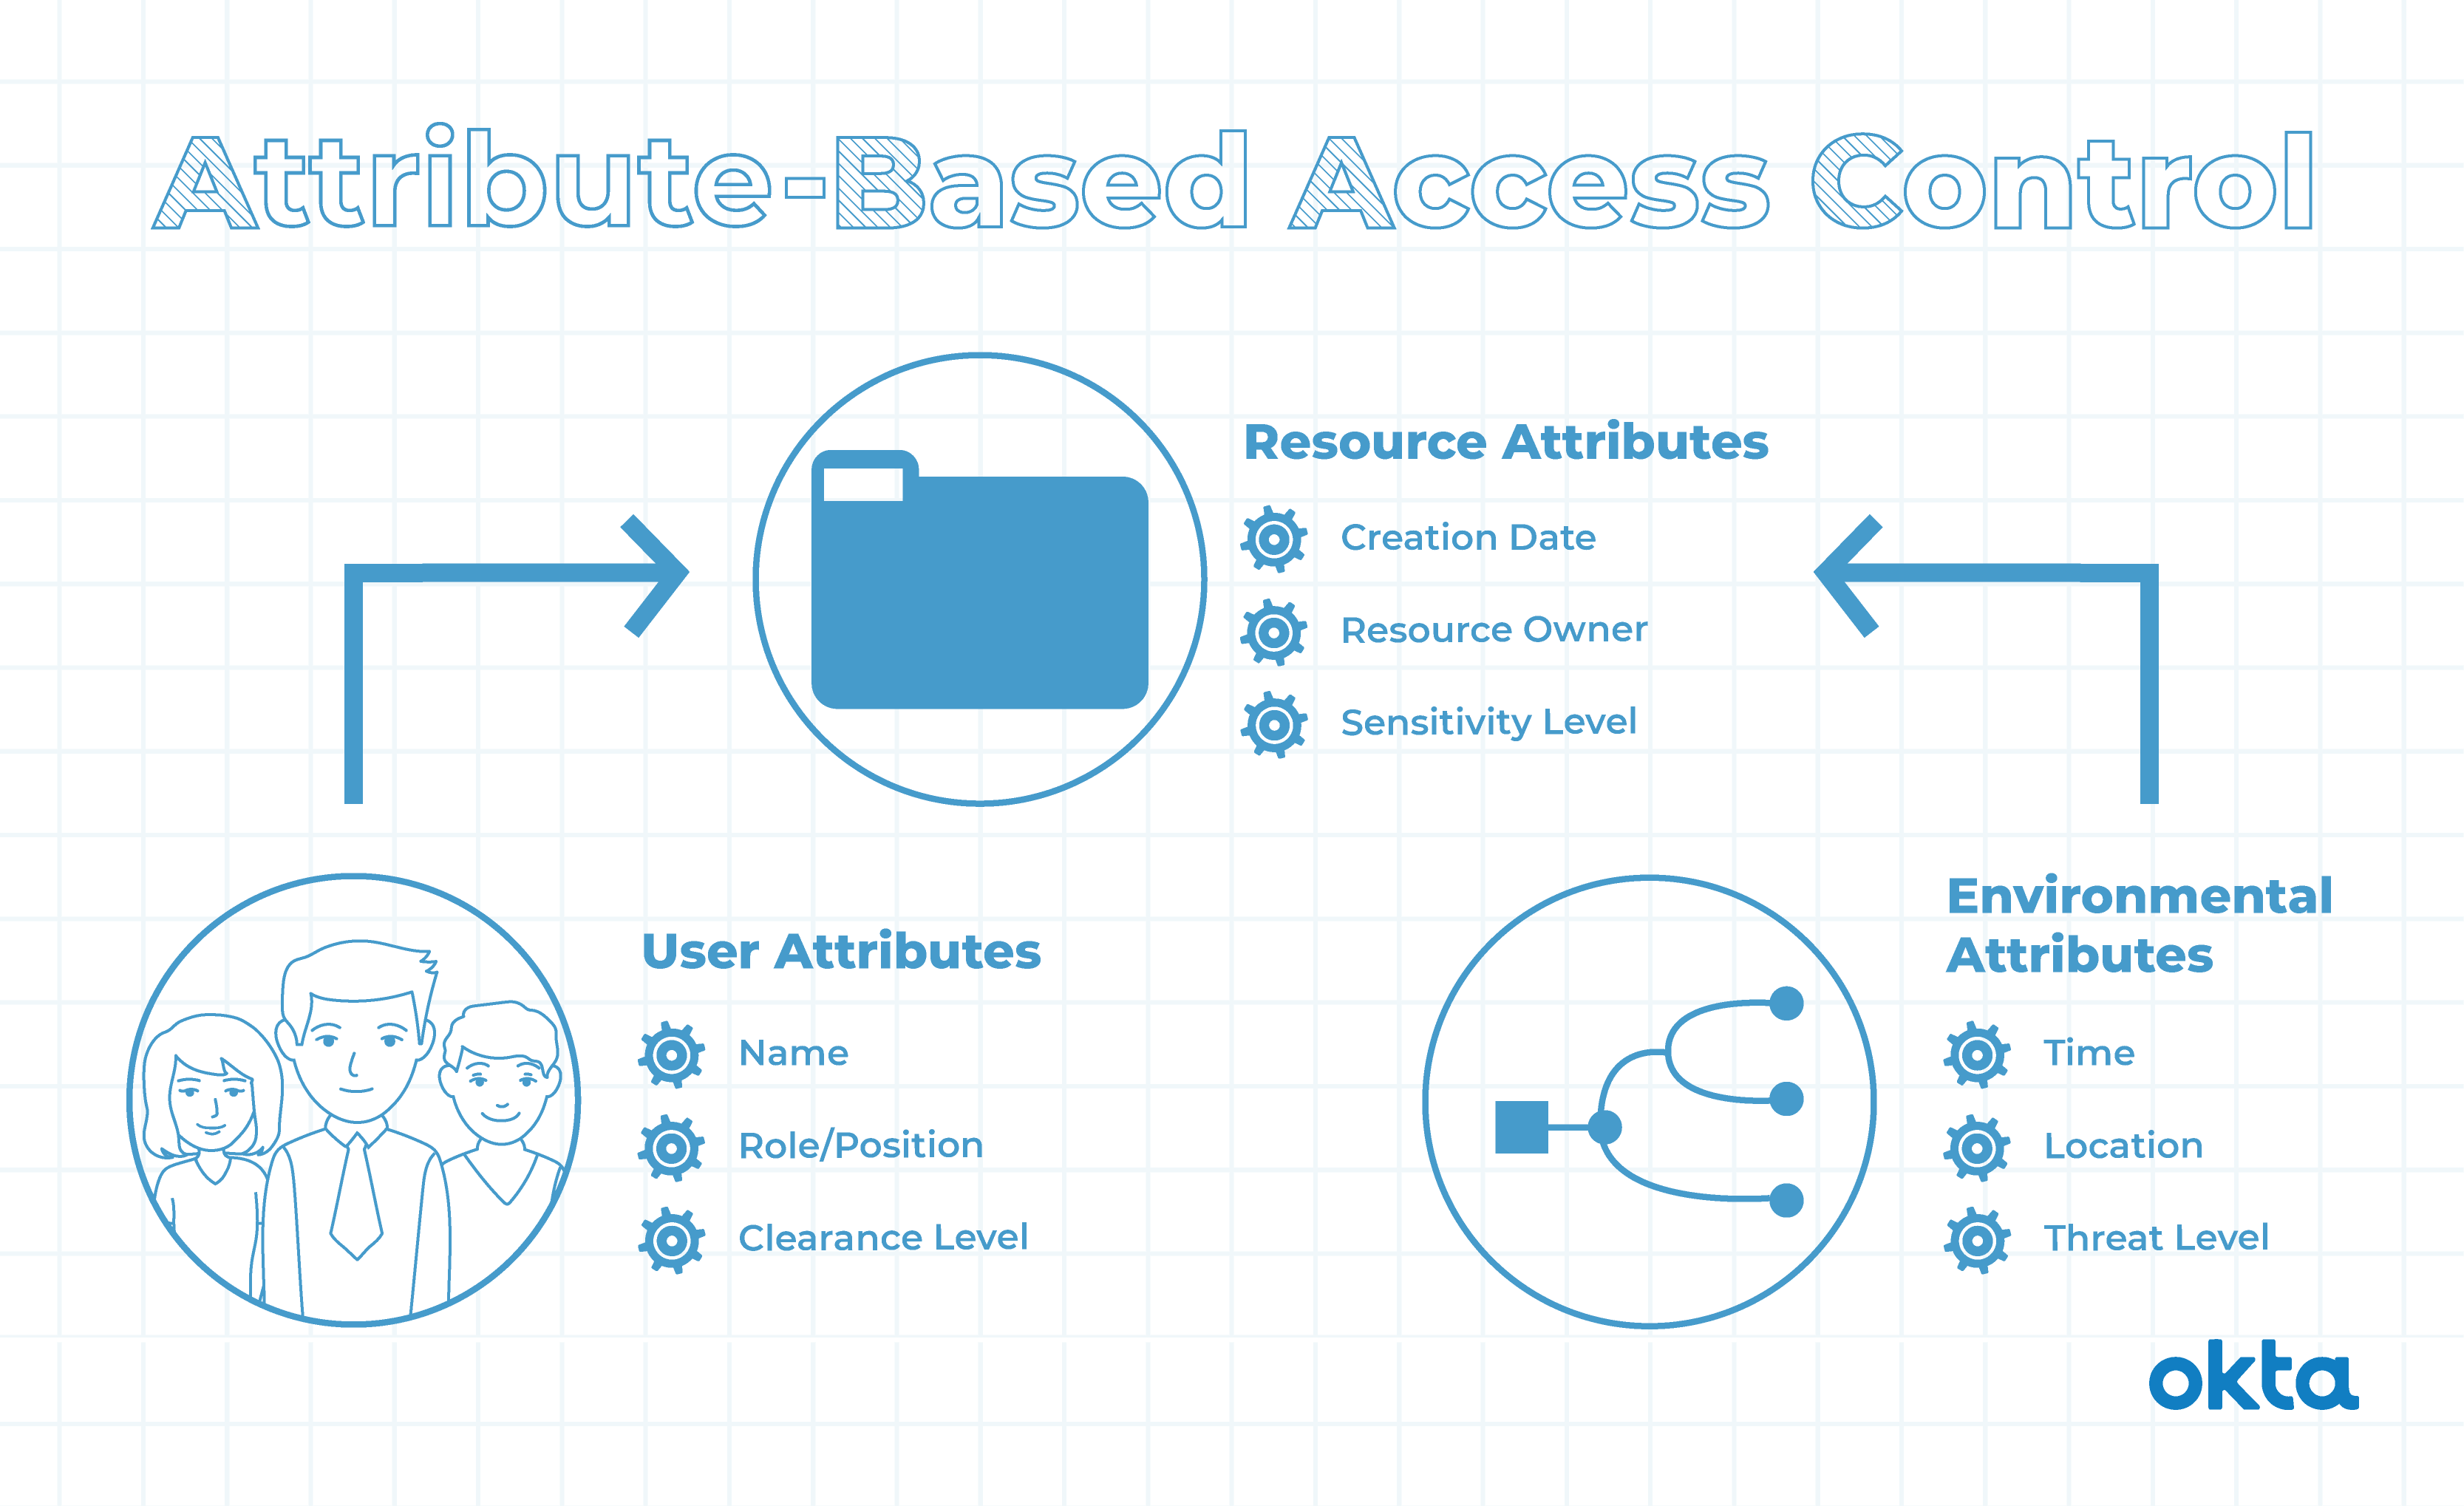 Attribute-Based Access Control
Resource Attributes
Creation Date
Resource Owner
Sensitivity Level
User Attributes
Name
Role/Position
Clearance Level
Environmental
Attributes
Time
Location
Threat Level
okta